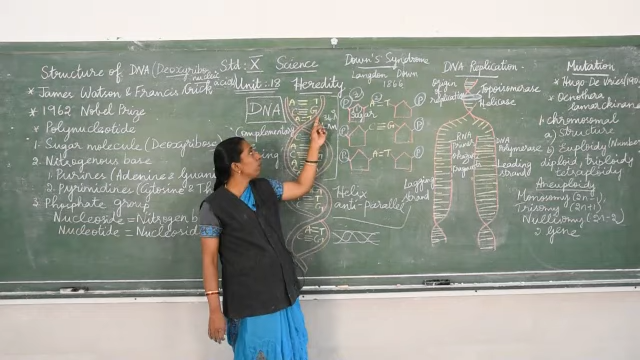 Std: X Science
Unit: 18 Heredity
Structure of DNA (Deoxyribo nucleic acid)
* James Watson & Francis Crick
* 1962 Nobel Prize
* Polynucleotide
1. Sugar molecule (Deoxyribose)
2. Nitrogenous base
1. Purines (Adenine &
2. Pyrimidines (Cytosine & Th
3. Phosphate group
Nucleoside = Nitrogen b
Nucleotide = Nucleosid
DNA
Complementary
Helix
anti-parallel
Down's Syndrome
Langdon Down
1866
Sugar
A = T
C ≡ G
A = T
DNA Replication
Origin of replication
Topoisomerase
Helicase
RNA
Primer
DNA Polymerase
Leading strand
Lagging strand
Mutation
* Hugo De Vries
* Oenothera lamarckiana
1. chromosomal
a) Structure
b) Euploidy (Number
diploid, triploid
tetraploidy
Aneuploidy
Monosomy (2n-1)
Trisomy (2n+1)
Nullisomy (2n-2)
2. gene